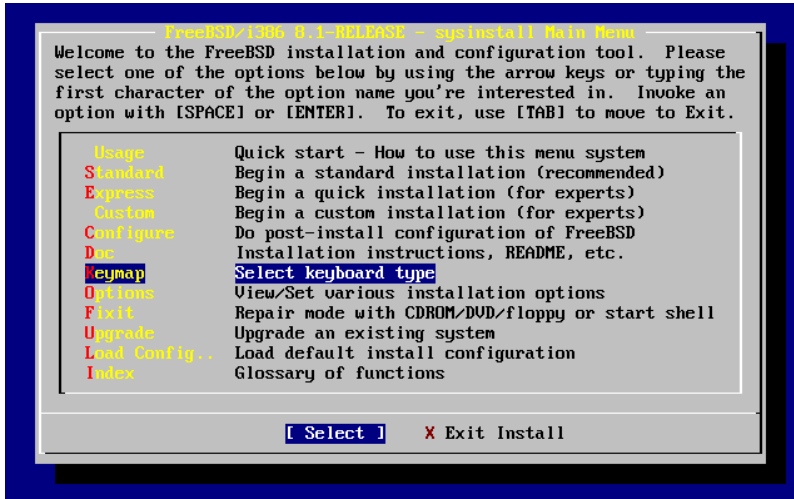 FreeBSD/i386 8.1-RELEASE - sysinstall Main Menu
Welcome to the FreeBSD installation and configuration tool.  Please
select one of the options below by using the arrow keys or typing the
first character of the option name you're interested in.  Invoke an
option with [SPACE] or [ENTER].  To exit, use [TAB] to move to Exit.
Usage Quick start - How to use this menu system
Standard Begin a standard installation (recommended)
Express Begin a quick installation (for experts)
Custom Begin a custom installation (for experts)
Configure Do post-install configuration of FreeBSD
Doc Installation instructions, README, etc.
Keymap Select keyboard type
Options View/Set various installation options
Fixit Repair mode with CDROM/DVD/floppy or start shell
Upgrade Upgrade an existing system
Load Config.. Load default install configuration
Index Glossary of functions
[ Select ] X Exit Install